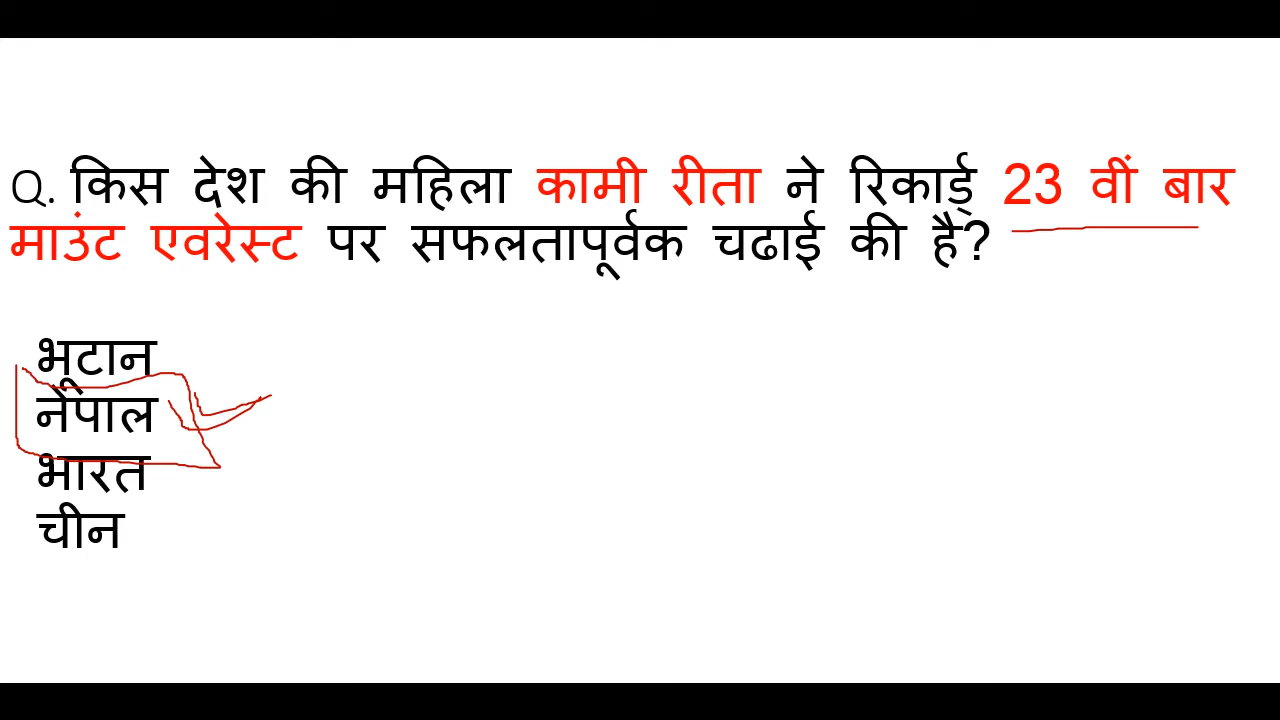 Q. किस देश की महिला कामी रीता ने रिकार्ड् 23 वीं बार
माउंट एवरेस्ट पर सफलतापूर्वक चढाई की है?
भूटान
नेपाल
भारत
चीन